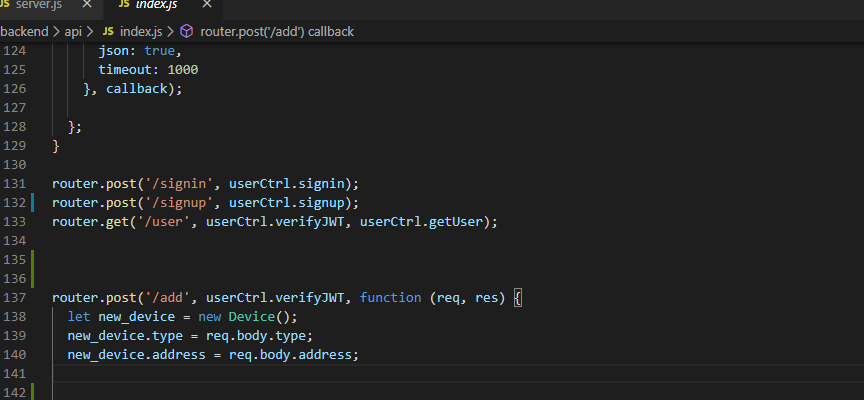 JS server.js × JS index.js ×
backend > api > JS index.js > router.post('/add') callback
124 json: true,
125 timeout: 1000
126 }, callback);
127
128 };
129 }
130
131 router.post('/signin', userCtrl.signin);
132 router.post('/signup', userCtrl.signup);
133 router.get('/user', userCtrl.verifyJWT, userCtrl.getUser);
134
135
136
137 router.post('/add', userCtrl.verifyJWT, function (req, res) {
138 let new_device = new Device();
139 new_device.type = req.body.type;
140 new_device.address = req.body.address;
141
142